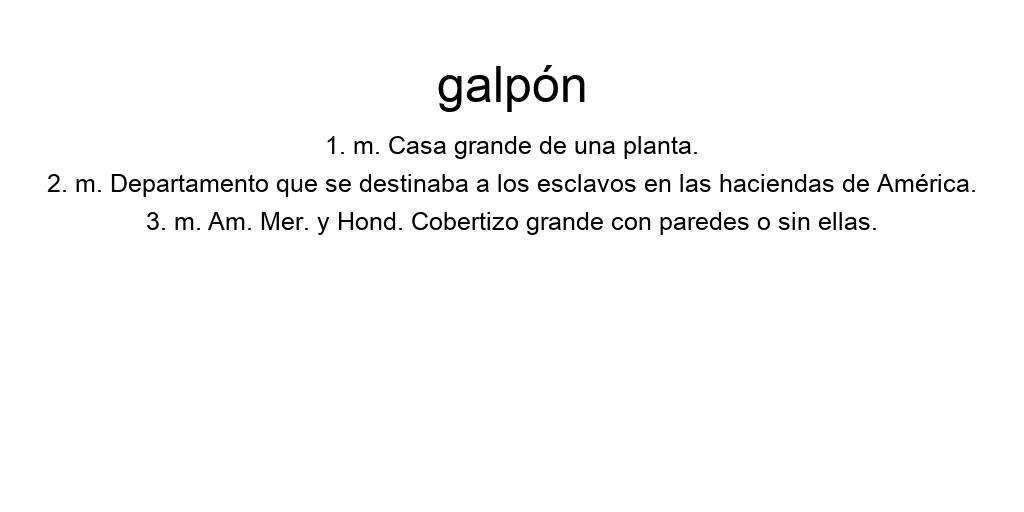 galpón
1. m. Casa grande de una planta.
2. m. Departamento que se destinaba a los esclavos en las haciendas de América.
3. m. Am. Mer. y Hond. Cobertizo grande con paredes o sin ellas.